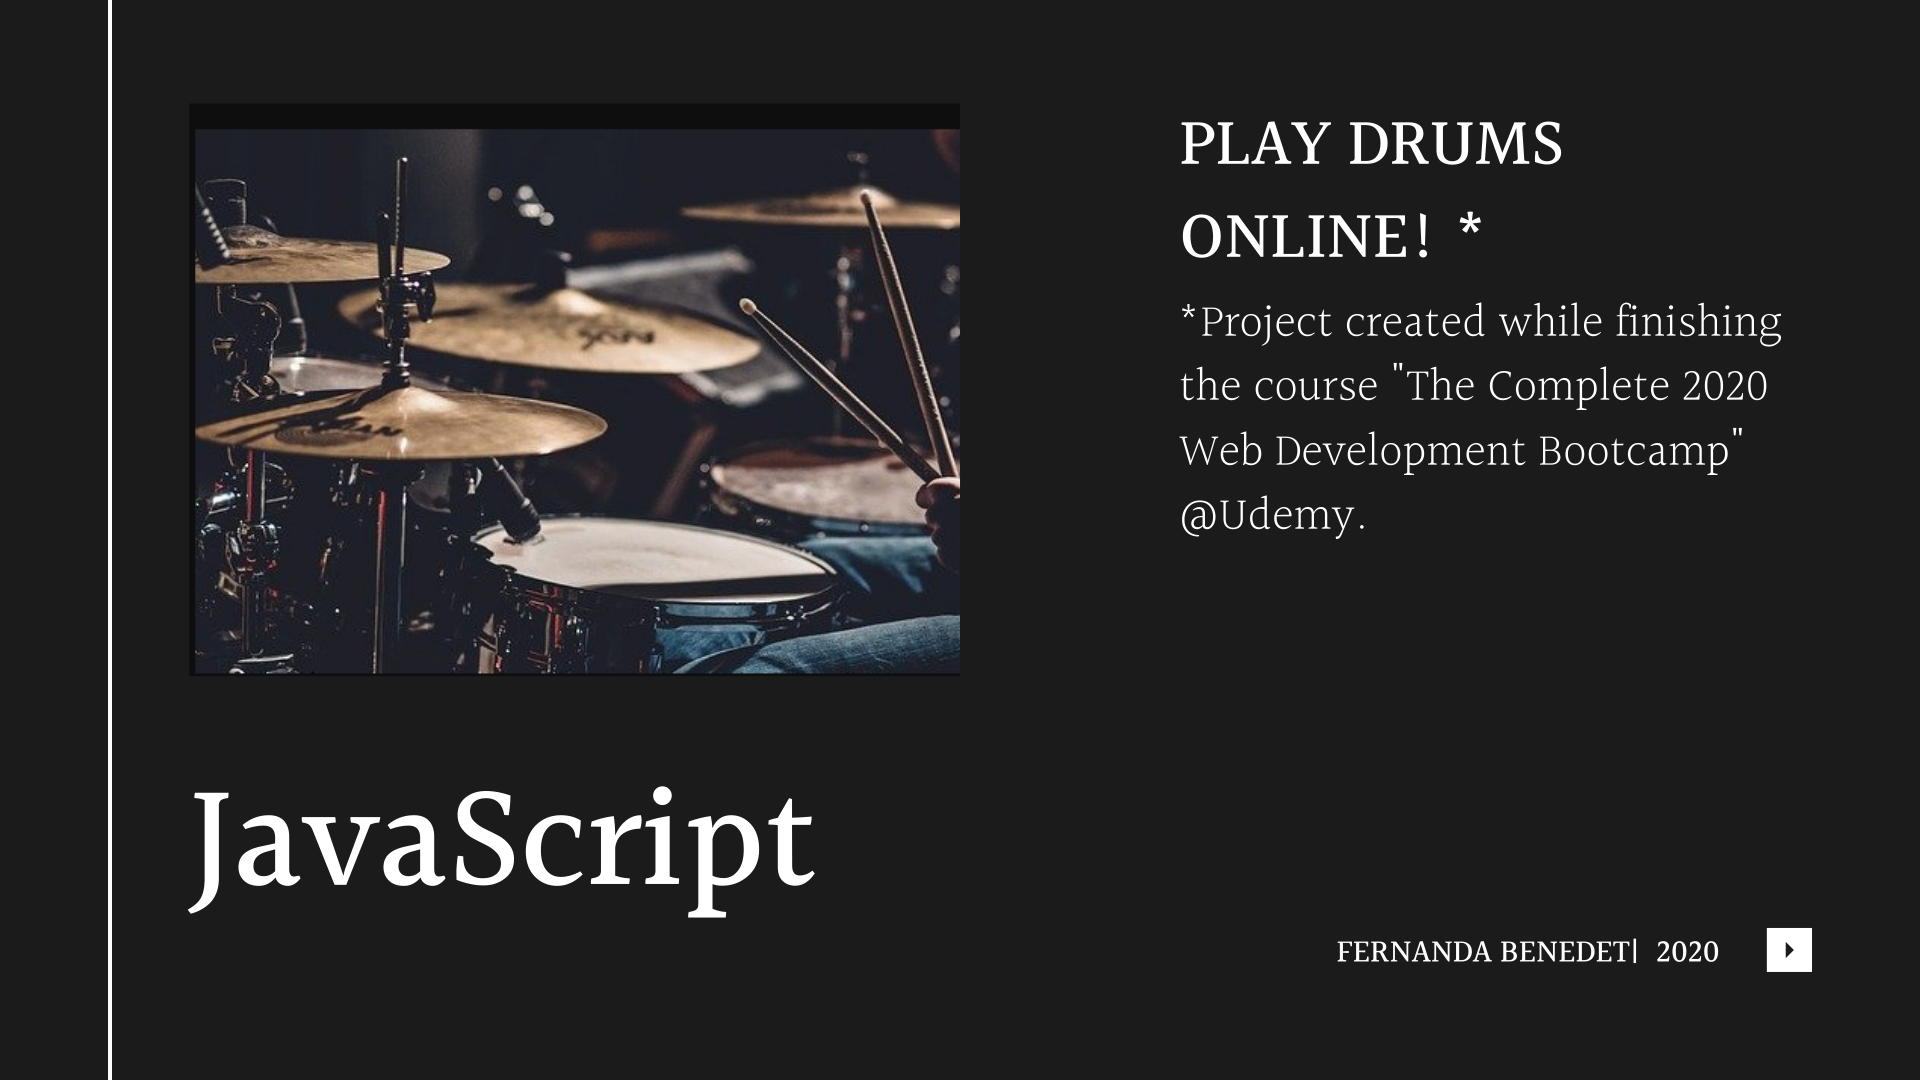 PLAY DRUMS
ONLINE! *
*Project created while finishing
the course "The Complete 2020
Web Development Bootcamp"
@Udemy.
JavaScript
FERNANDA BENEDET| 2020